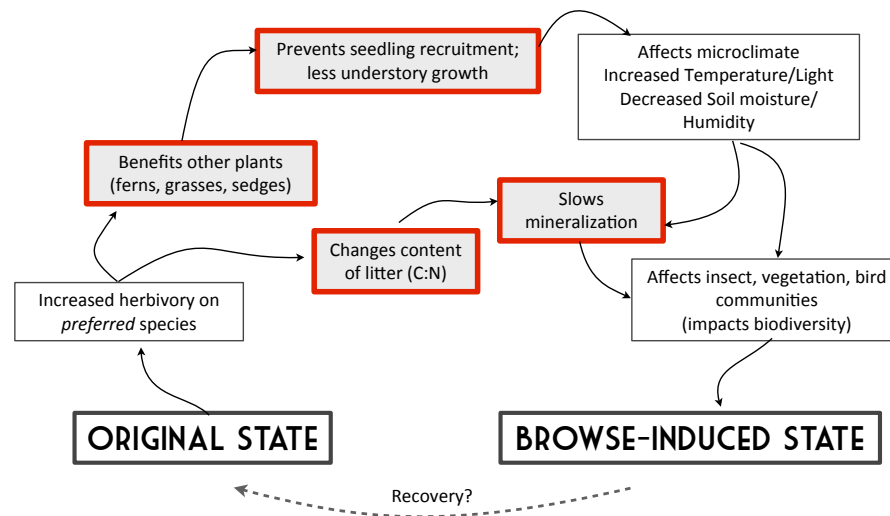 Prevents seedling recruitment;
less understory growth
Affects microclimate
Increased Temperature/Light
Decreased Soil moisture/
Humidity
Benefits other plants
(ferns, grasses, sedges)
Slows
mineralization
Changes content
of litter (C:N)
Increased herbivory on
preferred species
Affects insect, vegetation, bird
communities
(impacts biodiversity)
ORIGINAL STATE
BROWSE-INDUCED STATE
Recovery?